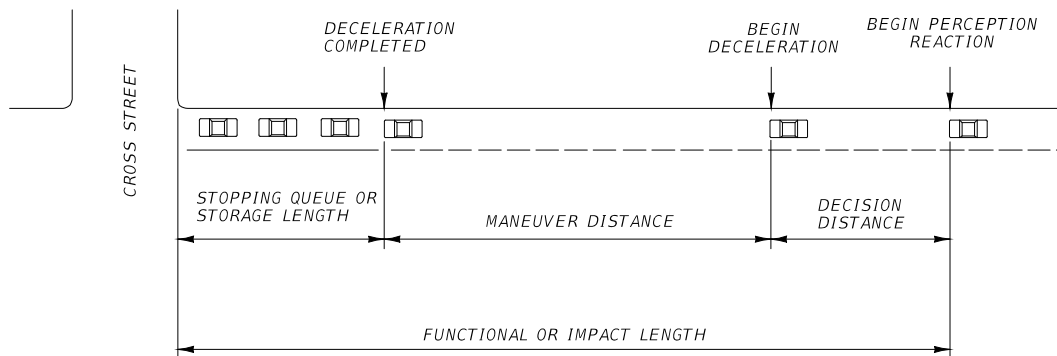 DECELERATION
COMPLETED
BEGIN
DECELERATION
BEGIN PERCEPTION
REACTION
CROSS STREET
STOPPING QUEUE OR
STORAGE LENGTH
MANEUVER DISTANCE
DECISION
DISTANCE
FUNCTIONAL OR IMPACT LENGTH